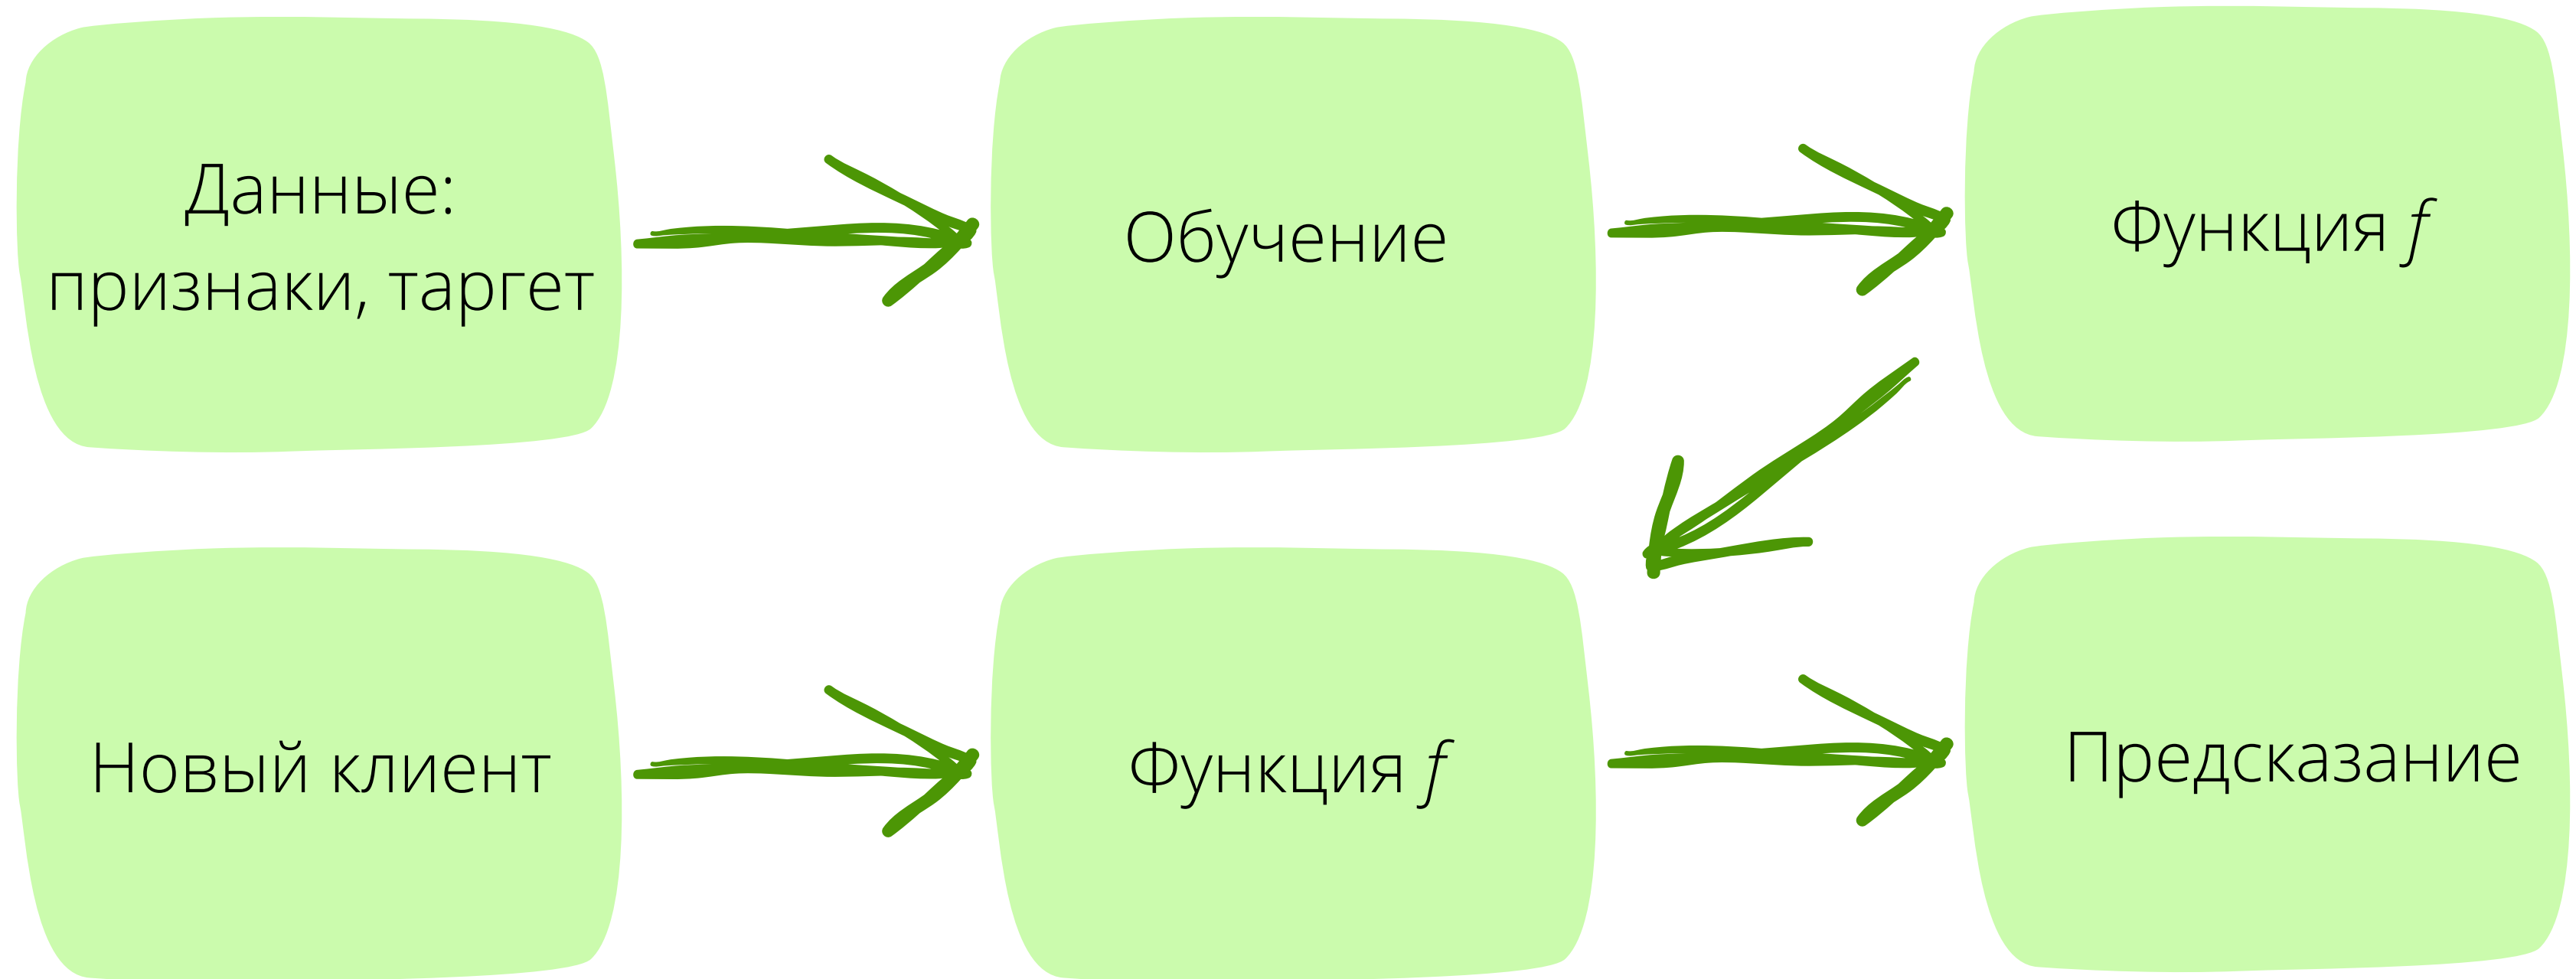 Данные:
признаки, таргет
Обучение
Функция f
Новый клиент
Функция f
Предсказание